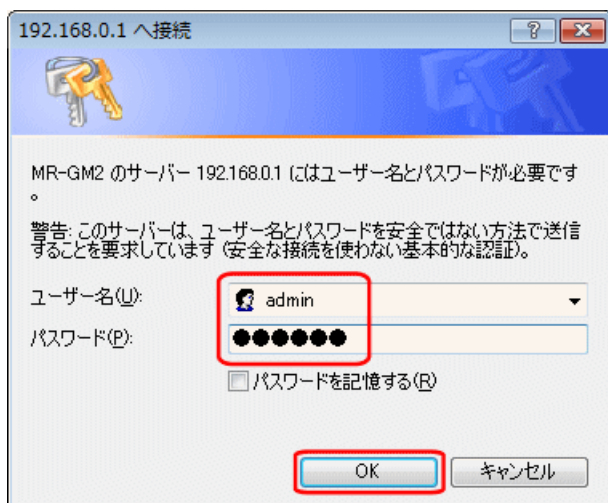 192.168.0.1 へ接続
MR-GM2 のサーバー 192.168.0.1 にはユーザー名とパスワードが必要です
。
警告: このサーバーは、ユーザー名とパスワードを安全ではない方法で送信
することを要求しています (安全な接続を使わない基本的な認証)。
ユーザー名(U):
admin
パスワード(P):
●●●●●●
パスワードを記憶する(R)
OK
キャンセル